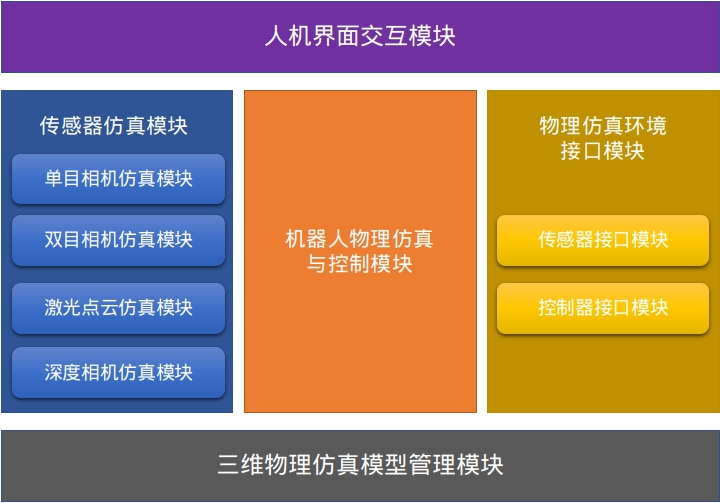 人机界面交互模块
传感器仿真模块
单目相机仿真模块
双目相机仿真模块
激光点云仿真模块
深度相机仿真模块
机器人物理仿真
与控制模块
物理仿真环境
接口模块
传感器接口模块
控制器接口模块
三维物理仿真模型管理模块